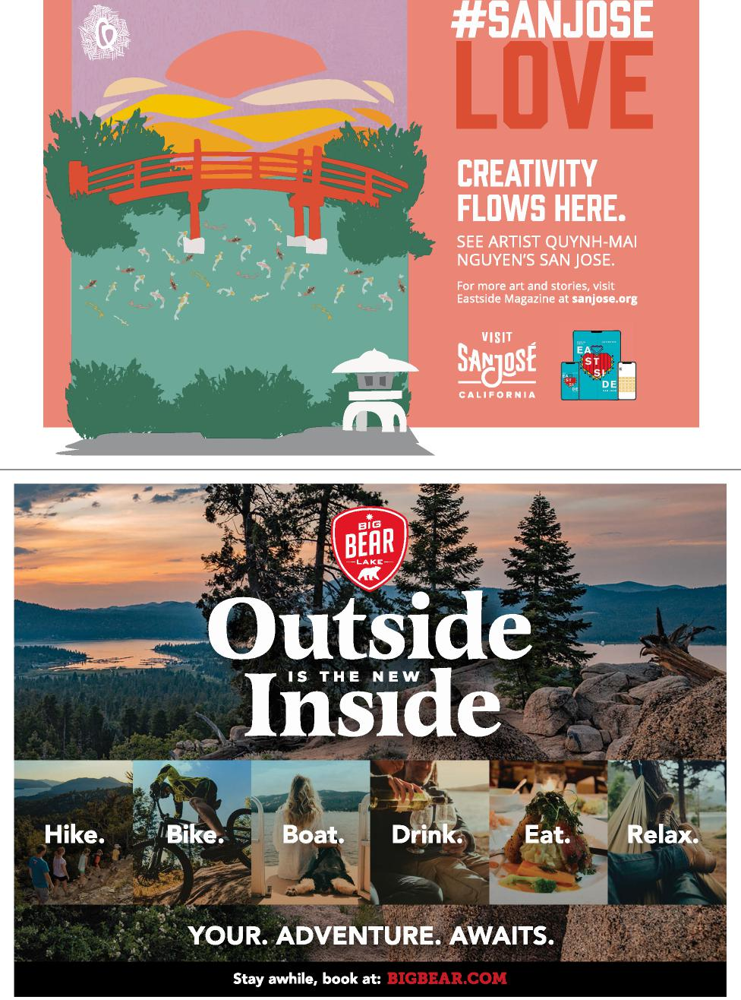 #SANJOSE
LOVE
CREATIVITY
FLOWS HERE.
SEE ARTIST QUYNH-MAI
NGUYEN'S SAN JOSE.
For more art and stories, visit
Eastside Magazine at sanjose.org
VISIT
SAN JOSÉ
CALIFORNIA
EA
ST
SI
DE
BIG
BEAR
LAKE
Outside
IS THE NEW
Inside
Hike. Bike. Boat. Drink. Eat. Relax.
YOUR. ADVENTURE. AWAITS.
Stay awhile, book at: BIGBEAR.COM